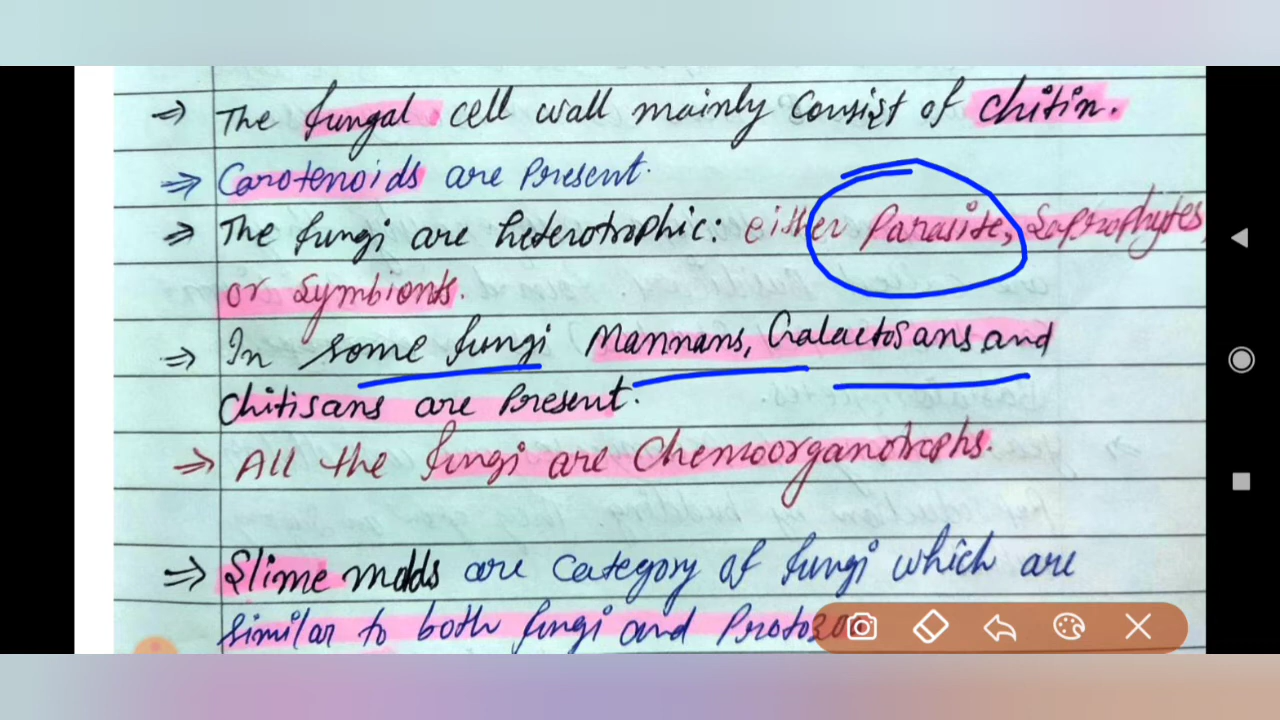 ⇒ The fungal cell wall mainly consist of chitin.
⇒ Carotenoids are Present.
⇒ The fungi are heterotrophic: either Parasite, Saprophytes,
or Symbionts.
⇒ In some fungi Mannans, Galactosans and
Chitisans are Present.
⇒ All the fungi are Chemoorganotrophs.
⇒ Slime molds are Category of fungi which are
similar to both fungi and